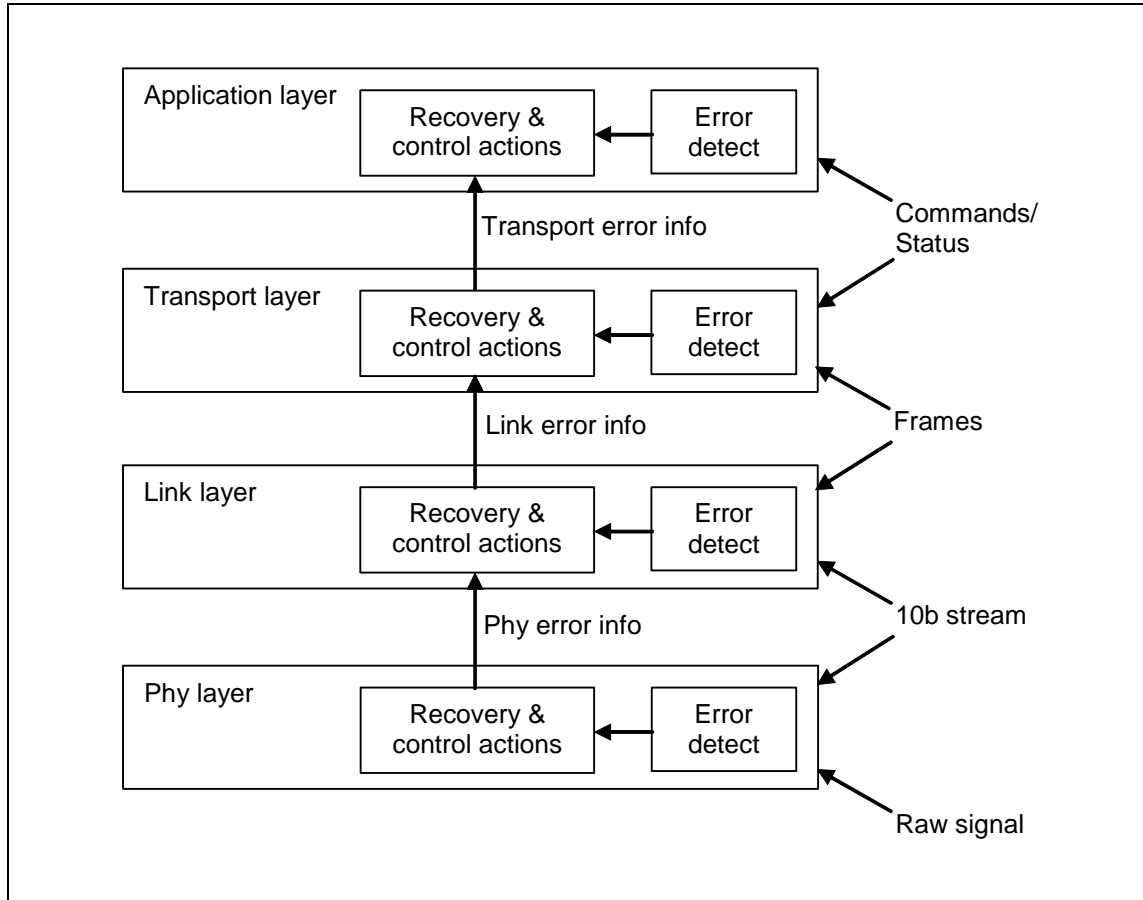 Application layer
Recovery &
control actions
Error
detect
Commands/
Status
Transport error info
Transport layer
Recovery &
control actions
Error
detect
Frames
Link error info
Link layer
Recovery &
control actions
Error
detect
10b stream
Phy error info
Phy layer
Recovery &
control actions
Error
detect
Raw signal